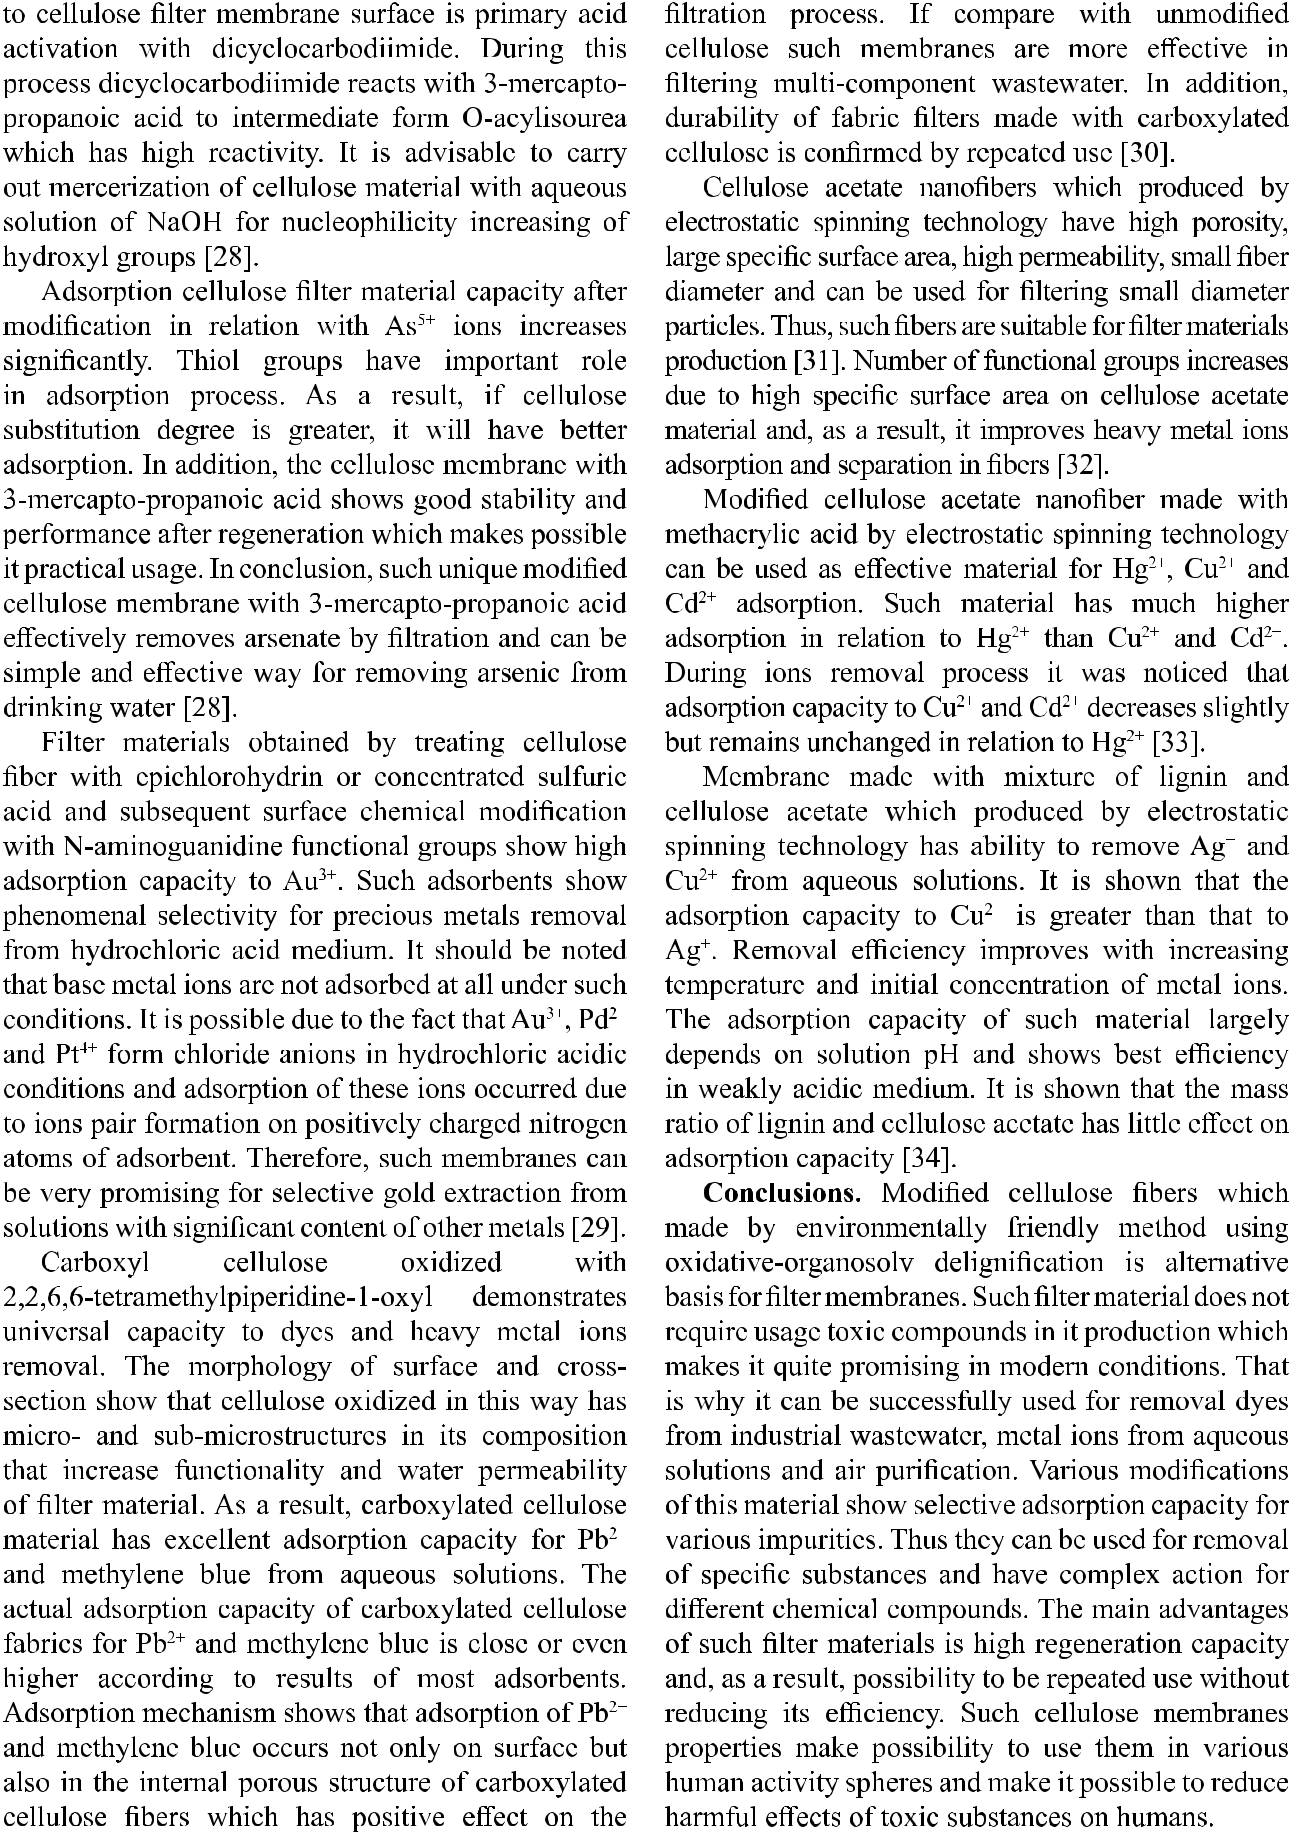 to cellulose filter membrane surface is primary acid
activation with dicyclocarbodiimide. During this
process dicyclocarbodiimide reacts with 3-mercapto-
propanoic acid to intermediate form O-acylisourea
which has high reactivity. It is advisable to carry
out mercerization of cellulose material with aqueous
solution of NaOH for nucleophilicity increasing of
hydroxyl groups [28].
Adsorption cellulose filter material capacity after
modification in relation with As⁵⁺ ions increases
significantly. Thiol groups have important role
in adsorption process. As a result, if cellulose
substitution degree is greater, it will have better
adsorption. In addition, the cellulose membrane with
3-mercapto-propanoic acid shows good stability and
performance after regeneration which makes possible
it practical usage. In conclusion, such unique modified
cellulose membrane with 3-mercapto-propanoic acid
effectively removes arsenate by filtration and can be
simple and effective way for removing arsenic from
drinking water [28].
Filter materials obtained by treating cellulose
fiber with epichlorohydrin or concentrated sulfuric
acid and subsequent surface chemical modification
with N-aminoguanidine functional groups show high
adsorption capacity to Au³⁺. Such adsorbents show
phenomenal selectivity for precious metals removal
from hydrochloric acid medium. It should be noted
that base metal ions are not adsorbed at all under such
conditions. It is possible due to the fact that Au³⁺, Pd²
and Pt⁴⁺ form chloride anions in hydrochloric acidic
conditions and adsorption of these ions occurred due
to ions pair formation on positively charged nitrogen
atoms of adsorbent. Therefore, such membranes can
be very promising for selective gold extraction from
solutions with significant content of other metals [29].
Carboxyl cellulose oxidized with
2,2,6,6-tetramethylpiperidine-1-oxyl demonstrates
universal capacity to dyes and heavy metal ions
removal. The morphology of surface and cross-
section show that cellulose oxidized in this way has
micro- and sub-microstructures in its composition
that increase functionality and water permeability
of filter material. As a result, carboxylated cellulose
material has excellent adsorption capacity for Pb²
and methylene blue from aqueous solutions. The
actual adsorption capacity of carboxylated cellulose
fabrics for Pb²⁺ and methylene blue is close or even
higher according to results of most adsorbents.
Adsorption mechanism shows that adsorption of Pb²⁻
and methylene blue occurs not only on surface but
also in the internal porous structure of carboxylated
cellulose fibers which has positive effect on the
filtration process. If compare with unmodified
cellulose such membranes are more effective in
filtering multi-component wastewater. In addition,
durability of fabric filters made with carboxylated
cellulose is confirmed by repeated use [30].
Cellulose acetate nanofibers which produced by
electrostatic spinning technology have high porosity,
large specific surface area, high permeability, small fiber
diameter and can be used for filtering small diameter
particles. Thus, such fibers are suitable for filter materials
production [31]. Number of functional groups increases
due to high specific surface area on cellulose acetate
material and, as a result, it improves heavy metal ions
adsorption and separation in fibers [32].
Modified cellulose acetate nanofiber made with
methacrylic acid by electrostatic spinning technology
can be used as effective material for Hg²⁺, Cu²⁺ and
Cd²⁺ adsorption. Such material has much higher
adsorption in relation to Hg²⁺ than Cu²⁺ and Cd²⁻.
During ions removal process it was noticed that
adsorption capacity to Cu²⁺ and Cd²⁺ decreases slightly
but remains unchanged in relation to Hg²⁺ [33].
Membrane made with mixture of lignin and
cellulose acetate which produced by electrostatic
spinning technology has ability to remove Ag⁻ and
Cu²⁺ from aqueous solutions. It is shown that the
adsorption capacity to Cu² is greater than that to
Ag⁺. Removal efficiency improves with increasing
temperature and initial concentration of metal ions.
The adsorption capacity of such material largely
depends on solution pH and shows best efficiency
in weakly acidic medium. It is shown that the mass
ratio of lignin and cellulose acetate has little effect on
adsorption capacity [34].
Conclusions. Modified cellulose fibers which
made by environmentally friendly method using
oxidative-organosolv delignification is alternative
basis for filter membranes. Such filter material does not
require usage toxic compounds in it production which
makes it quite promising in modern conditions. That
is why it can be successfully used for removal dyes
from industrial wastewater, metal ions from aqueous
solutions and air purification. Various modifications
of this material show selective adsorption capacity for
various impurities. Thus they can be used for removal
of specific substances and have complex action for
different chemical compounds. The main advantages
of such filter materials is high regeneration capacity
and, as a result, possibility to be repeated use without
reducing its efficiency. Such cellulose membranes
properties make possibility to use them in various
human activity spheres and make it possible to reduce
harmful effects of toxic substances on humans.